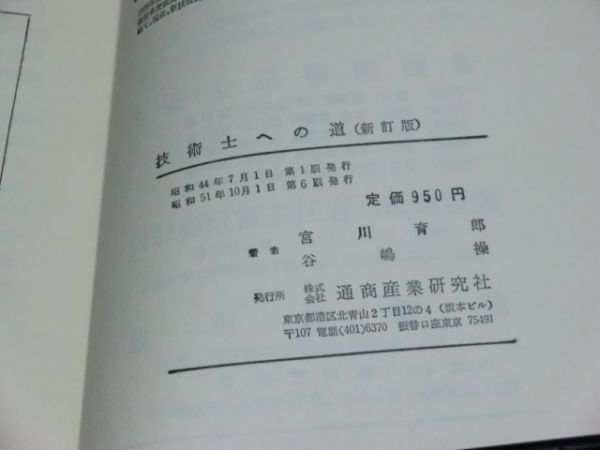 技術士への道（新訂版）
昭和44年7月1日 第1刷発行
昭和51年10月1日 第6刷発行
定価950円
著者 宮川育郎
谷嶋操
発行所 株式会社 通商産業研究社
東京都港区北青山2丁目12の4（坂本ビル）
〒107 電話(401)6370 振替口座東京 75491